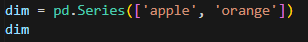 dim = pd.Series(['apple', 'orange'])
dim